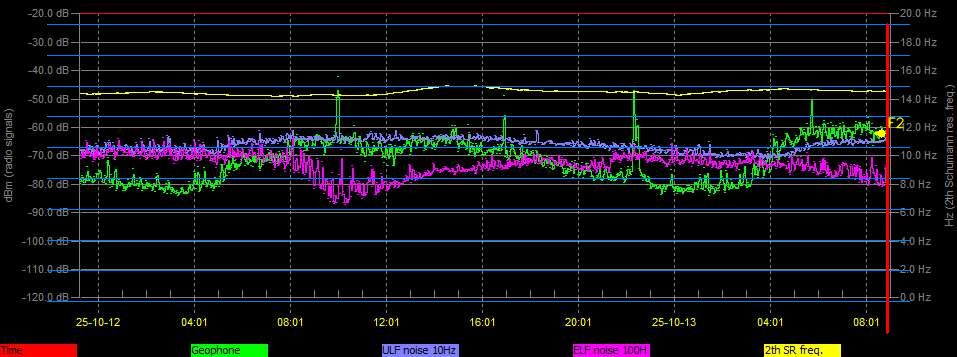 -20.0 dB 20.0 Hz
-30.0 dB 18.0 Hz
-40.0 dB 16.0 Hz
-50.0 dB 14.0 Hz
-60.0 dB 12.0 Hz
F2
-70.0 dB 10.0 Hz
-80.0 dB 8.0 Hz
-90.0 dB 6.0 Hz
-100.0 dB 4.0 Hz
-110.0 dB 2.0 Hz
-120.0 dB 0.0 Hz
dBm (radio signals)
Hz (2th Schumann res. freq.)
25-10-12 04:01 08:01 12:01 16:01 20:01 25-10-13 04:01 08:01
Time Geophone ULF noise 10Hz ELF noise 100H 2th SR freq.